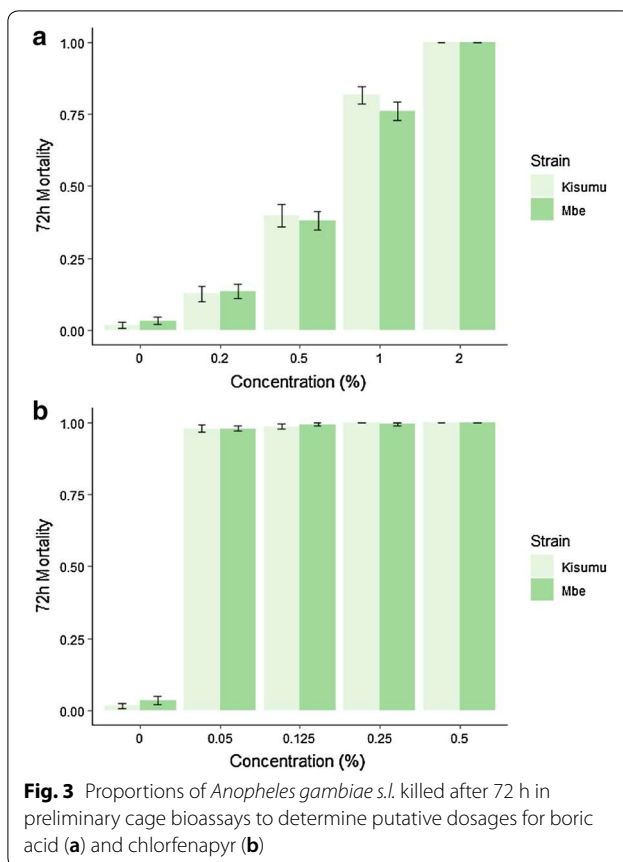 a
1.00
0.75
0.50
0.25
0.00
72h Mortality
0
0.2
0.5
1
2
Concentration (%)
Strain
Kisumu
Mbe
b
1.00
0.75
0.50
0.25
0.00
72h Mortality
0
0.05
0.125
0.25
0.5
Concentration (%)
Strain
Kisumu
Mbe
Fig. 3 Proportions of Anopheles gambiae s.l. killed after 72 h in
preliminary cage bioassays to determine putative dosages for boric
acid (a) and chlorfenapyr (b)